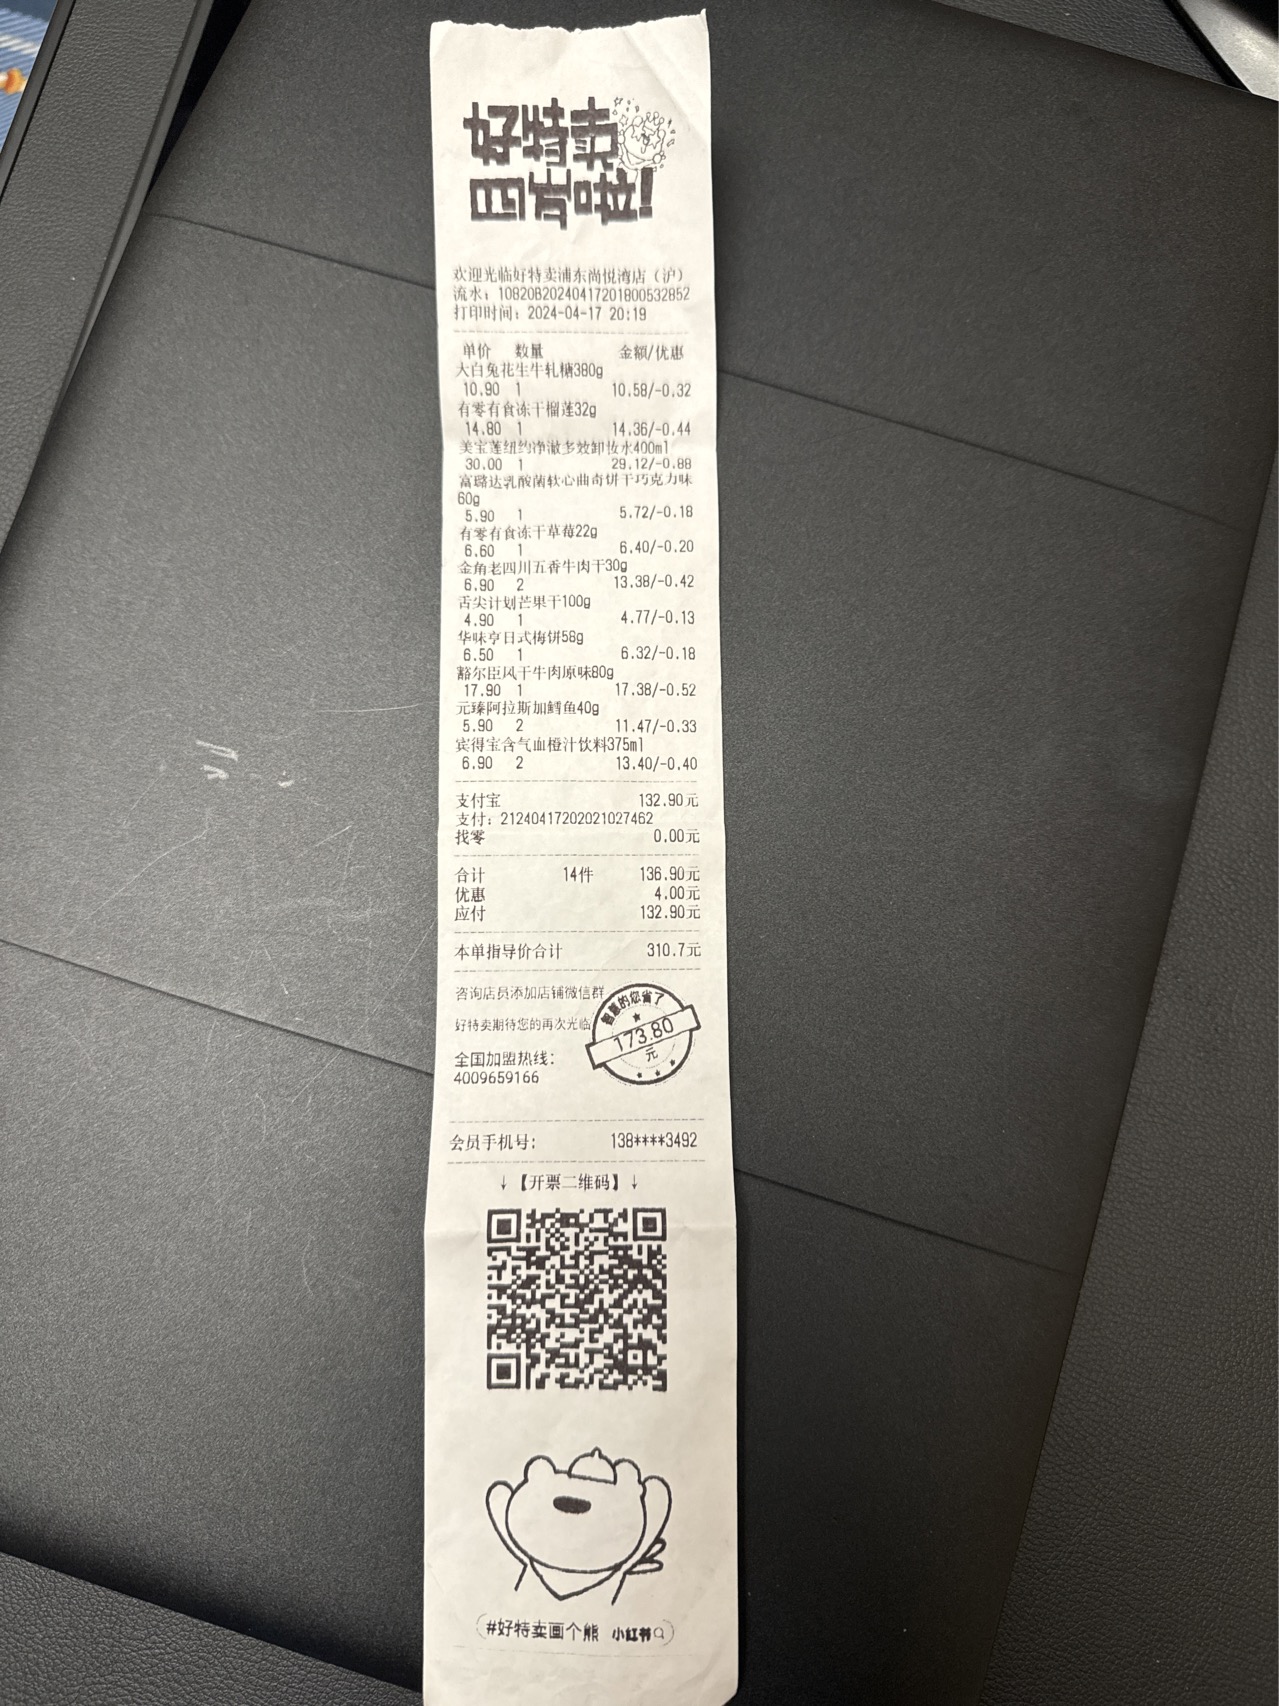 欢迎光临好特卖浦东尚悦湾店（沪）
流水：10820B20240417201800532852
打印时间：2024-04-17 20:19
单价 数量 金额/优惠
大白兔花生牛轧糖380g
10.90 1 10.58/-0.32
有零有食冻干榴莲32g
14.80 1 14.36/-0.44
美宝莲纽约净澈多效卸妆水400ml
30.00 1 29.12/-0.88
富璐达乳酸菌软心曲奇饼干巧克力味
60g
5.90 1 5.72/-0.18
有零有食冻干草莓22g
6.60 1 6.40/-0.20
金角老四川五香牛肉干30g
6.90 2 13.38/-0.42
舌尖计划芒果干100g
4.90 1 4.77/-0.13
华味亨日式梅饼58g
6.50 1 6.32/-0.18
豁尔臣风干牛肉原味80g
17.90 1 17.38/-0.52
元臻阿拉斯加鳕鱼40g
5.90 2 11.47/-0.33
宾得宝含气血橙汁饮料375ml
6.90 2 13.40/-0.40
支付宝 132.90元
支付：21240417202021027462
找零 0.00元
合计 14件 136.90元
优惠 4.00元
应付 132.90元
本单指导价合计 310.7元
咨询店员添加店铺微信群
好特卖期待您的再次光临
智慧的您省了
173.80
元
全国加盟热线：
4009659166
会员手机号： 138****3492
↓【开票二维码】↓
#好特卖画个熊 小红书